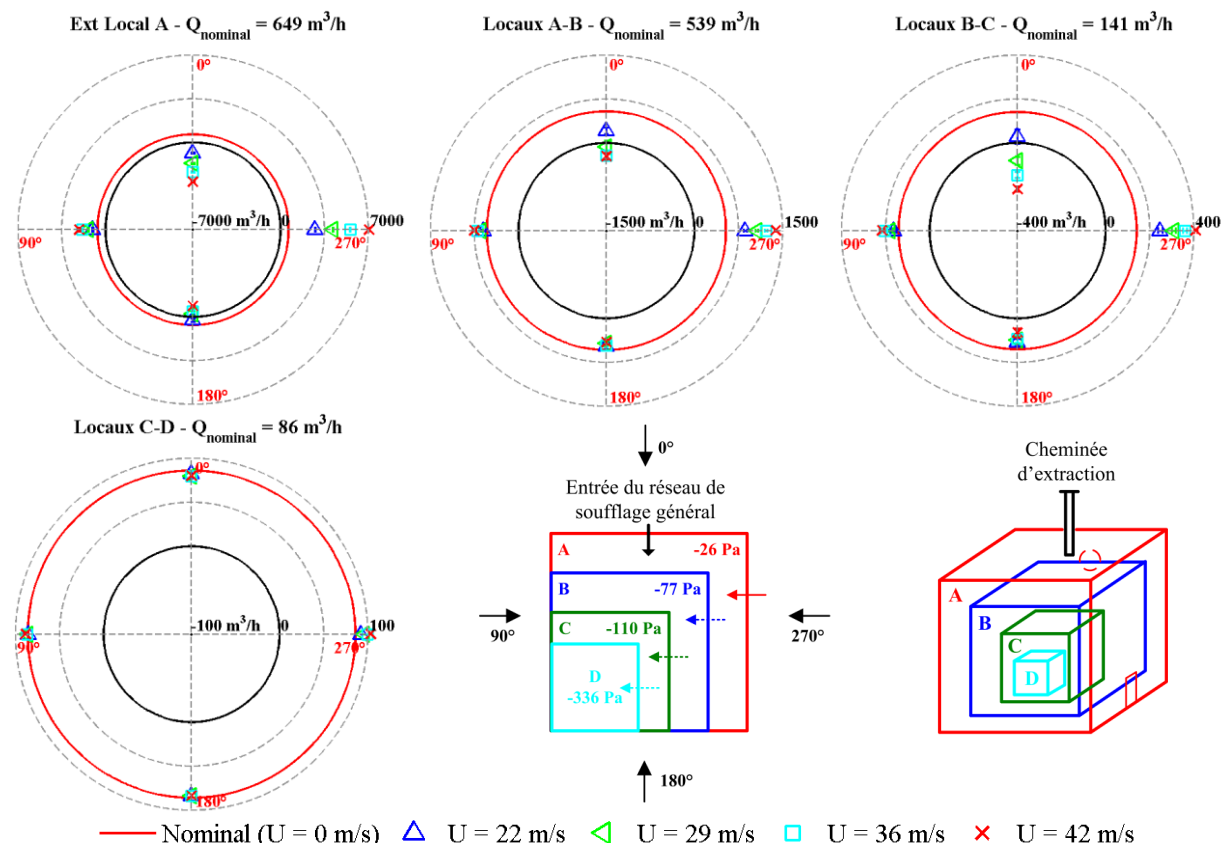 Ext Local A - Qnominal = 649 m³/h
0°
-7000 m³/h
0
7000
90°
270°
180°
Locaux A-B - Qnominal = 539 m³/h
0°
-1500 m³/h
0
1500
90°
270°
180°
Locaux B-C - Qnominal = 141 m³/h
0°
-400 m³/h
0
400
90°
270°
180°
Locaux C-D - Qnominal = 86 m³/h
0°
-100 m³/h
0
100
90°
270°
180°
0°
Entrée du réseau de
soufflage général
A
-26 Pa
B
-77 Pa
C
-110 Pa
D
-336 Pa
90°
270°
180°
Cheminée
d'extraction
A
B
C
D
Nominal (U = 0 m/s)
U = 22 m/s
U = 29 m/s
U = 36 m/s
U = 42 m/s